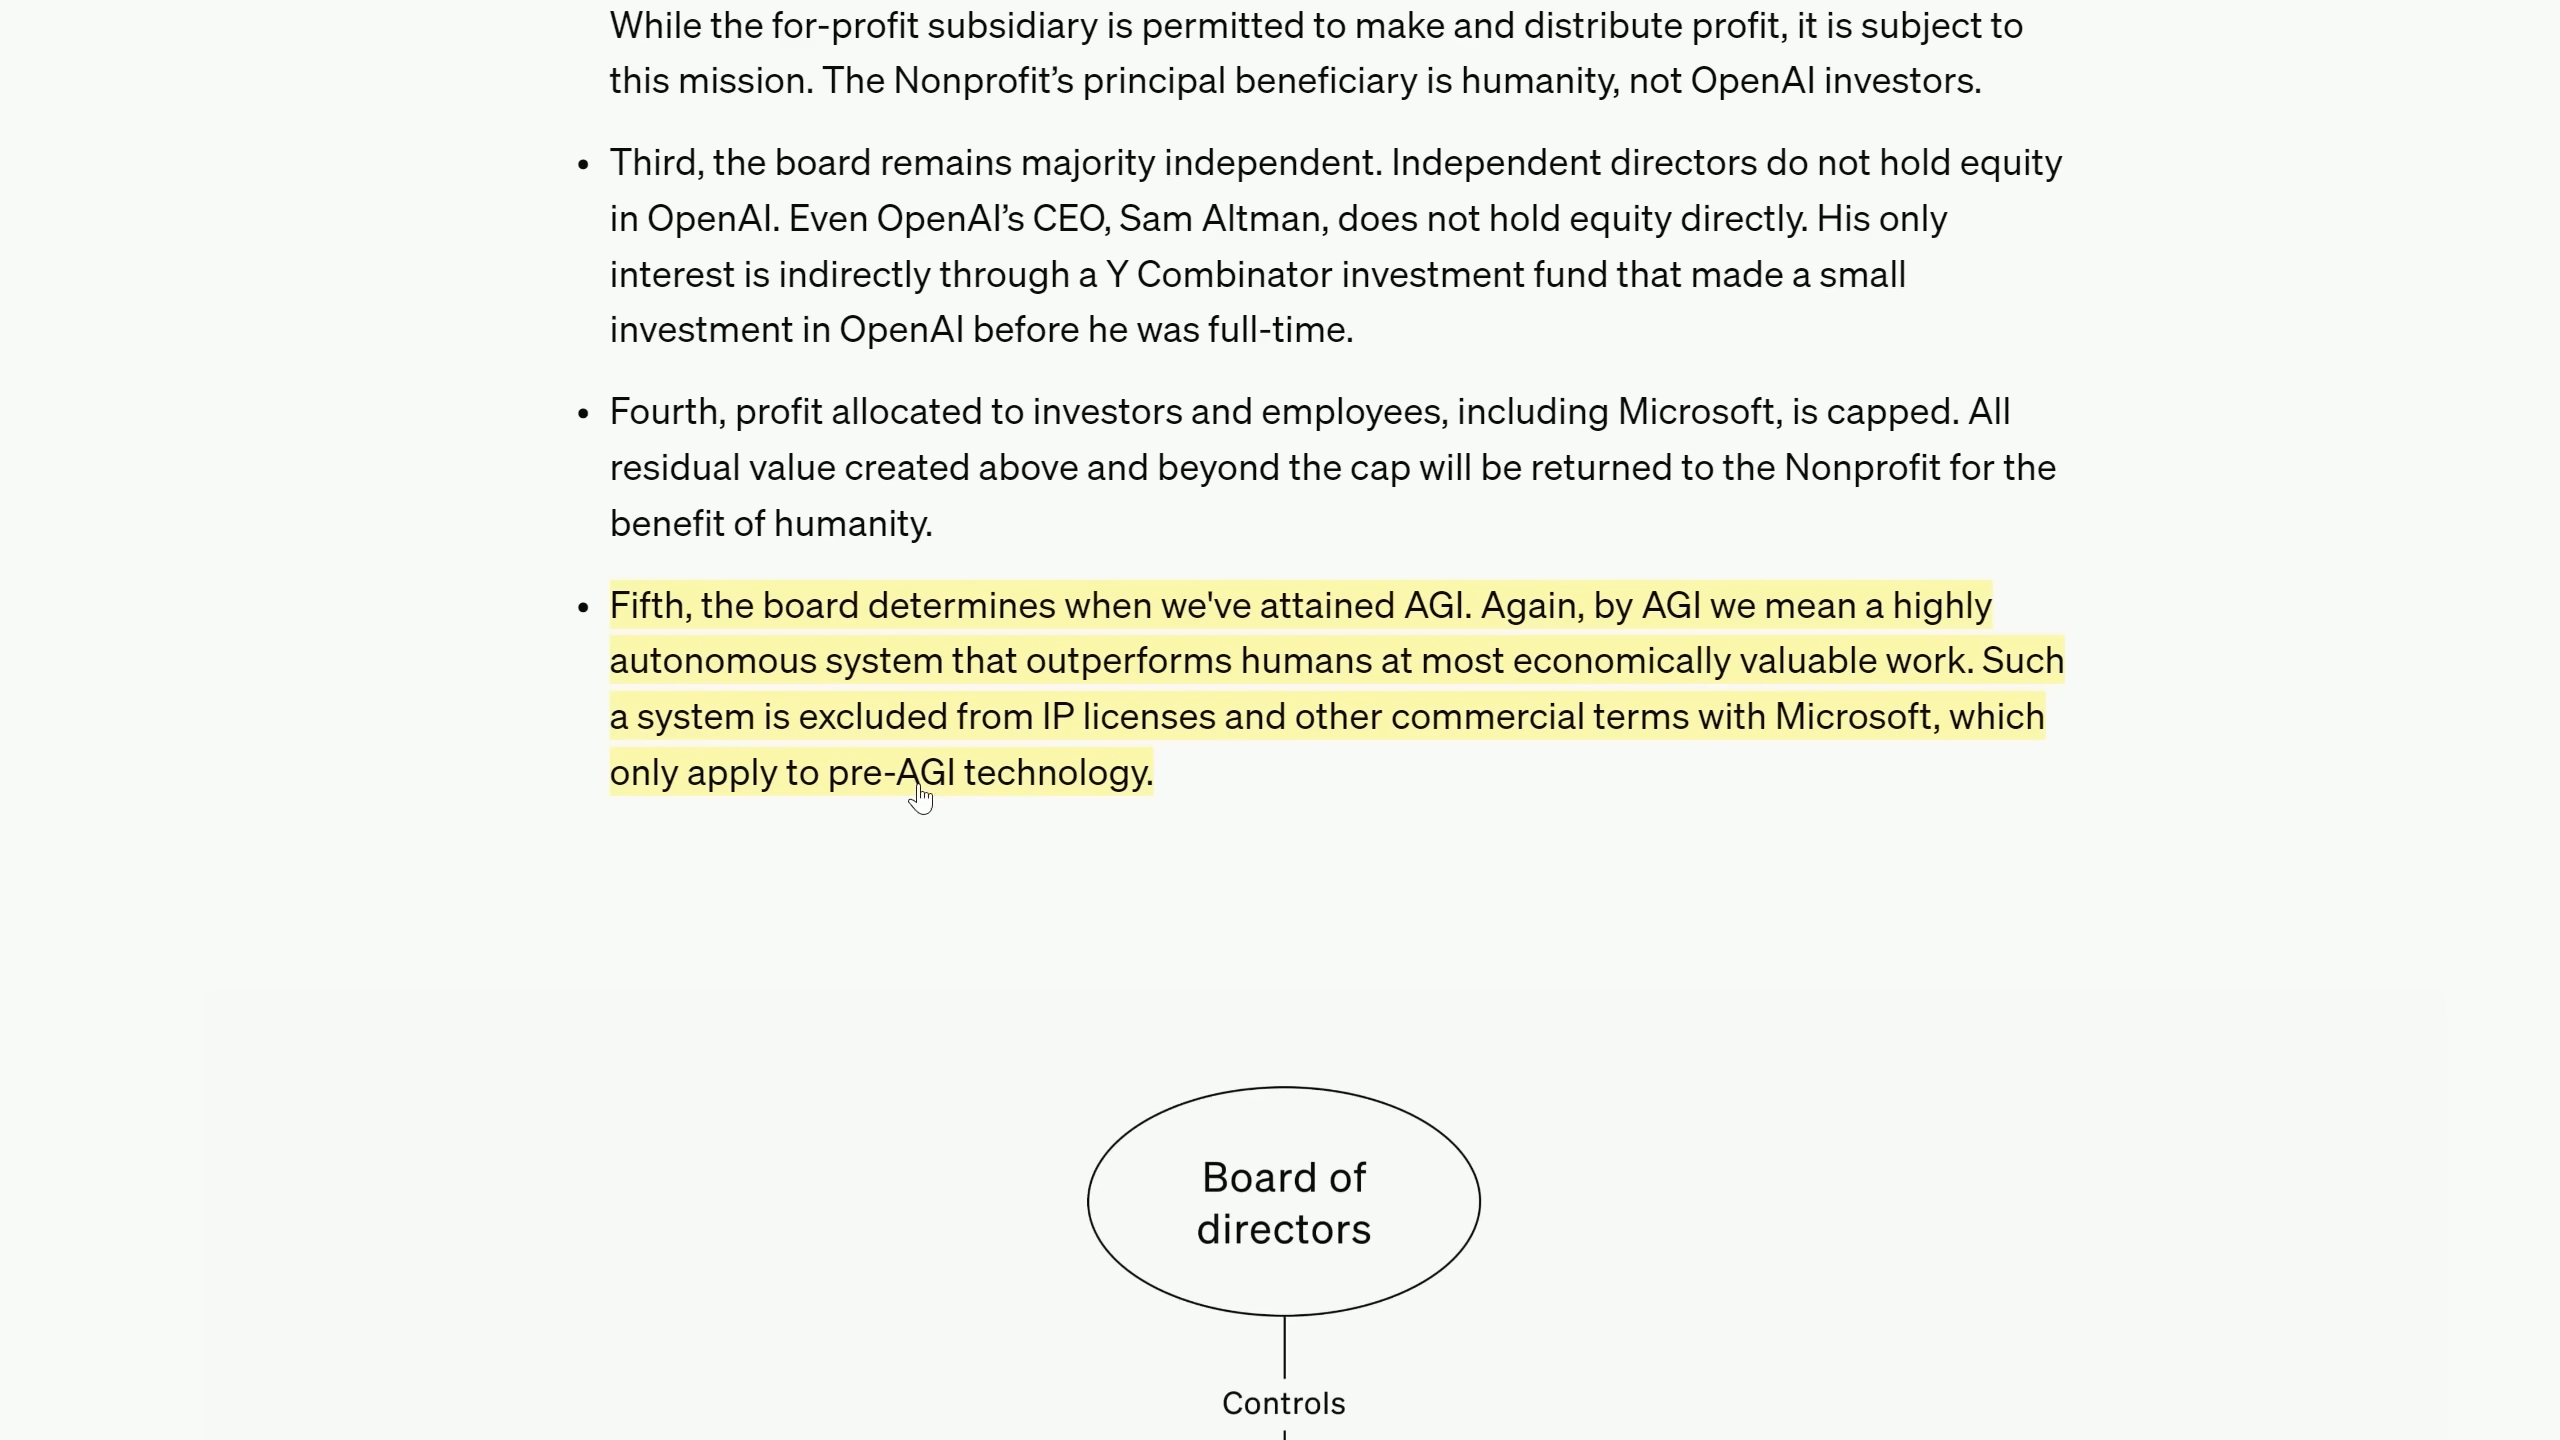 While the for-profit subsidiary is permitted to make and distribute profit, it is subject to
this mission. The Nonprofit’s principal beneficiary is humanity, not OpenAI investors.
• Third, the board remains majority independent. Independent directors do not hold equity
in OpenAI. Even OpenAI’s CEO, Sam Altman, does not hold equity directly. His only
interest is indirectly through a Y Combinator investment fund that made a small
investment in OpenAI before he was full-time.
• Fourth, profit allocated to investors and employees, including Microsoft, is capped. All
residual value created above and beyond the cap will be returned to the Nonprofit for the
benefit of humanity.
• Fifth, the board determines when we've attained AGI. Again, by AGI we mean a highly
autonomous system that outperforms humans at most economically valuable work. Such
a system is excluded from IP licenses and other commercial terms with Microsoft, which
only apply to pre-AGI technology.
Board of
directors
Controls